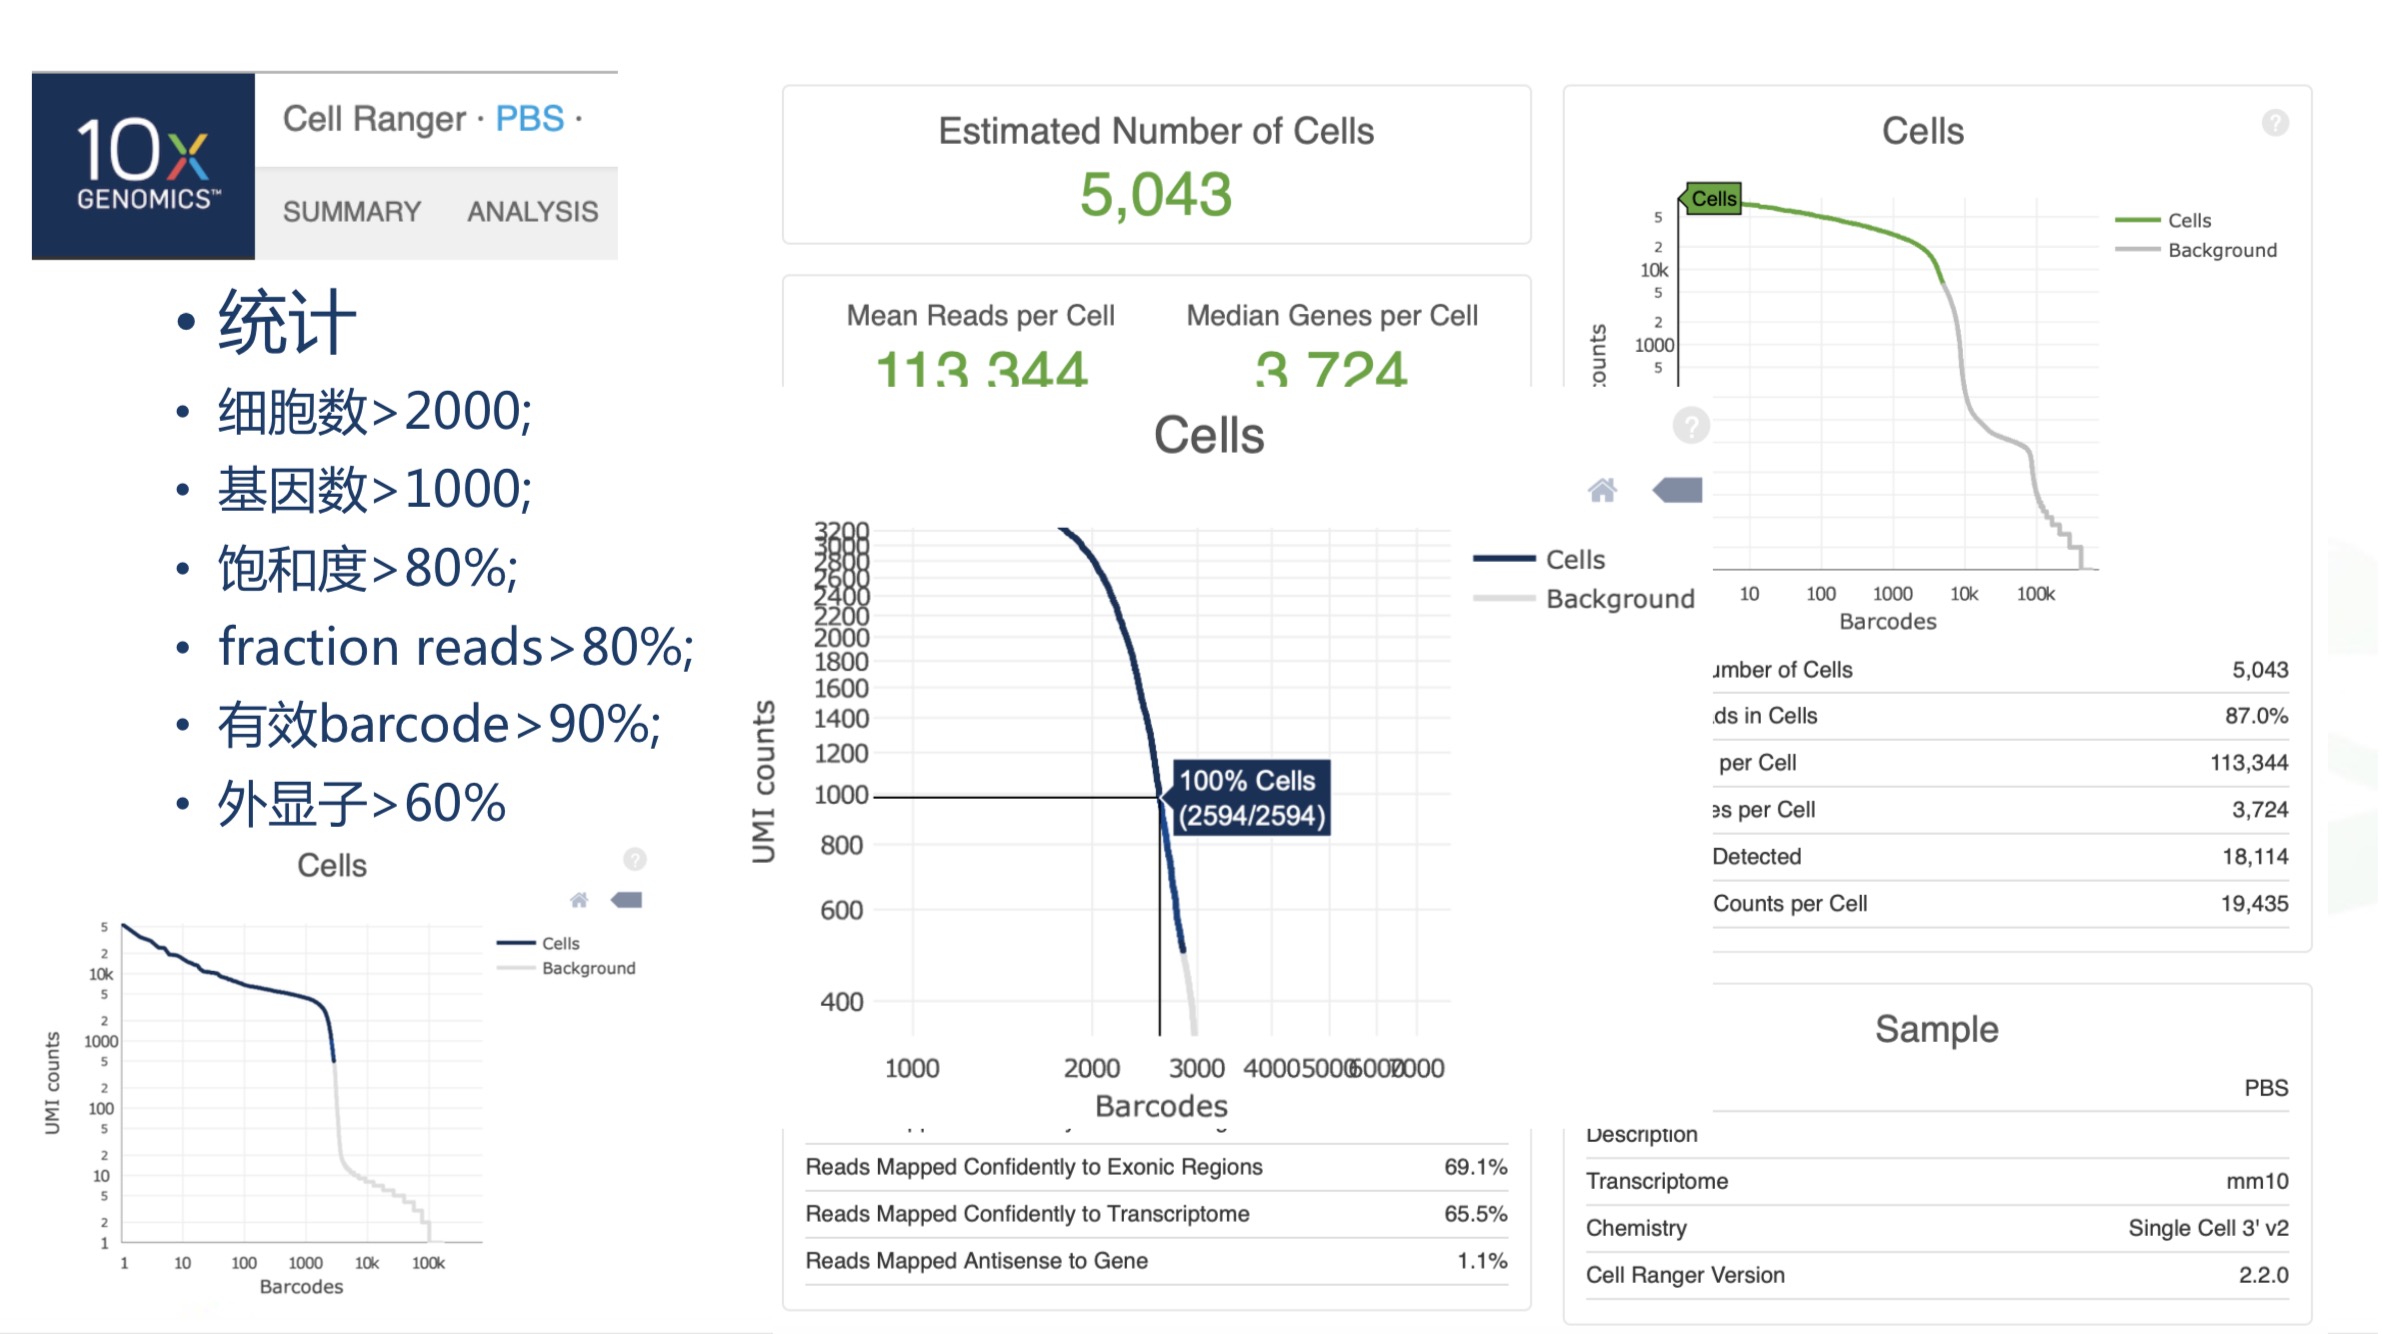 10x
GENOMICS™
Cell Ranger · PBS ·
SUMMARY ANALYSIS
• 统计
• 细胞数>2000;
• 基因数>1000;
• 饱和度>80%;
• fraction reads>80%;
• 有效barcode>90%;
• 外显子>60%
Cells
?
Cells
Background
5
2
10k
5
2
1000
5
2
100
5
2
10
5
2
1
UMI counts
1 10 100 1000 10k 100k
Barcodes
Estimated Number of Cells
5,043
Mean Reads per Cell
113,344
Median Genes per Cell
3,724
Cells
?
Cells
Background
3200
3000
2800
2600
2400
2200
2000
1800
1600
1400
1200
1000
800
600
400
UMI counts
100% Cells
(2594/2594)
1000 2000 3000 4000 5000 6000 7000
Barcodes
Reads Mapped Confidently to Exonic Regions 69.1%
Reads Mapped Confidently to Transcriptome 65.5%
Reads Mapped Antisense to Gene 1.1%
Cells
?
Cells
Cells
Background
5
2
10k
5
2
1000
5
ounts
10 100 1000 10k 100k
Barcodes
umber of Cells 5,043
ds in Cells 87.0%
per Cell 113,344
es per Cell 3,724
Detected 18,114
Counts per Cell 19,435
Sample
PBS
Description
Transcriptome mm10
Chemistry Single Cell 3' v2
Cell Ranger Version 2.2.0